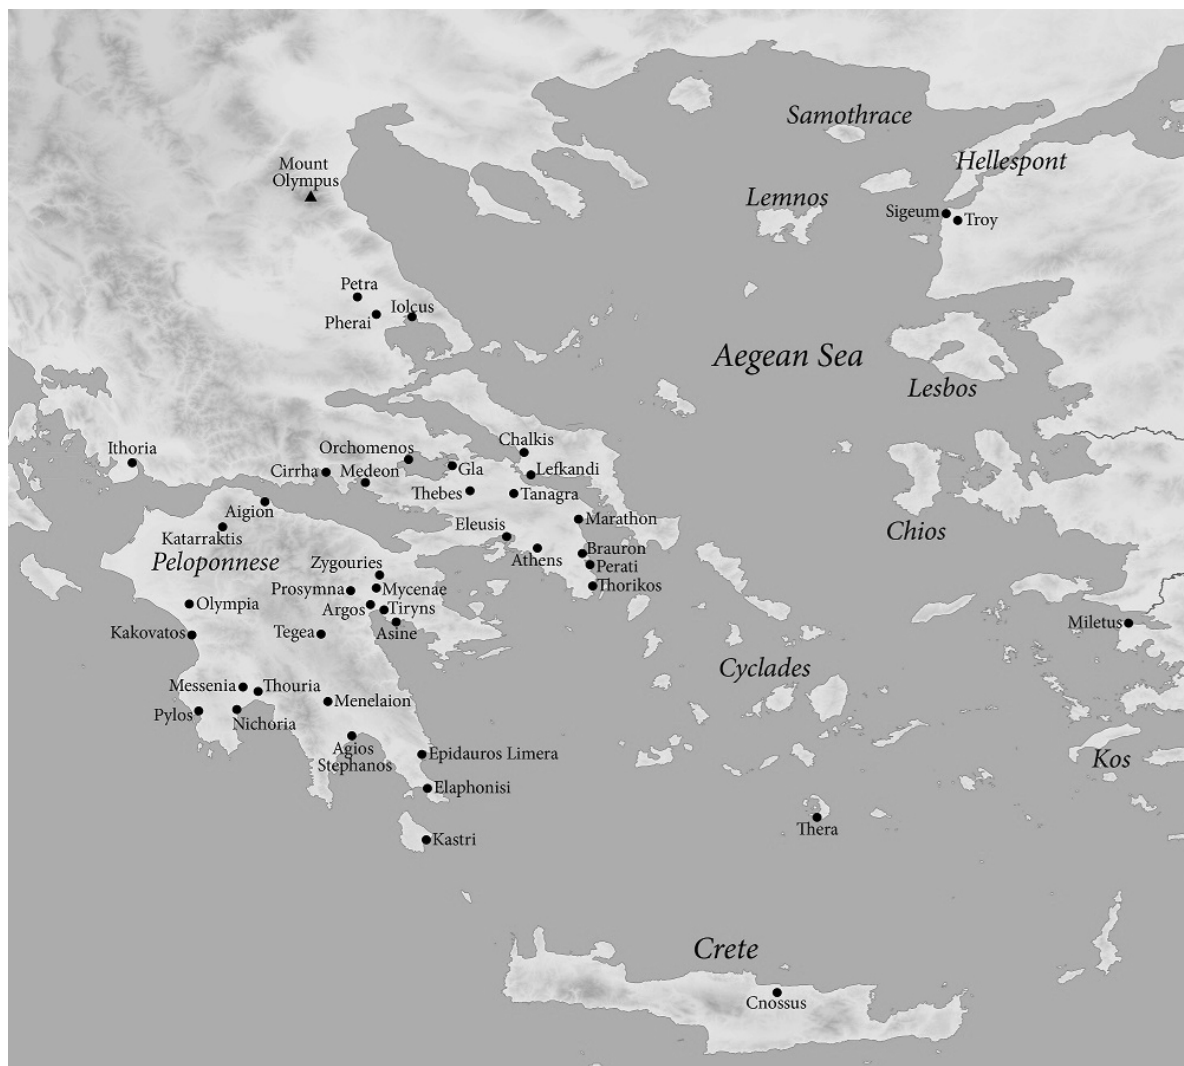 Samothrace
Hellespont
Mount
Olympus
Lemnos
Sigeum
Troy
Petra
Iolcus
Pherai
Aegean Sea
Lesbos
Chalkis
Ithoria
Orchomenos
Cirrha
Medeon
Gla
Lefkandi
Thebes
Tanagra
Aigion
Katarraktis
Eleusis
Marathon
Chios
Peloponnese
Athens
Brauron
Zygouries
Perati
Prosymna
Mycenae
Thorikos
Olympia
Argos
Tiryns
Kakovatos
Tegea
Asine
Miletus
Cyclades
Messenia
Thouria
Menelaion
Pylos
Nichoria
Agios
Stephanos
Epidauros Limera
Kos
Elaphonisi
Thera
Kastri
Crete
Cnossus